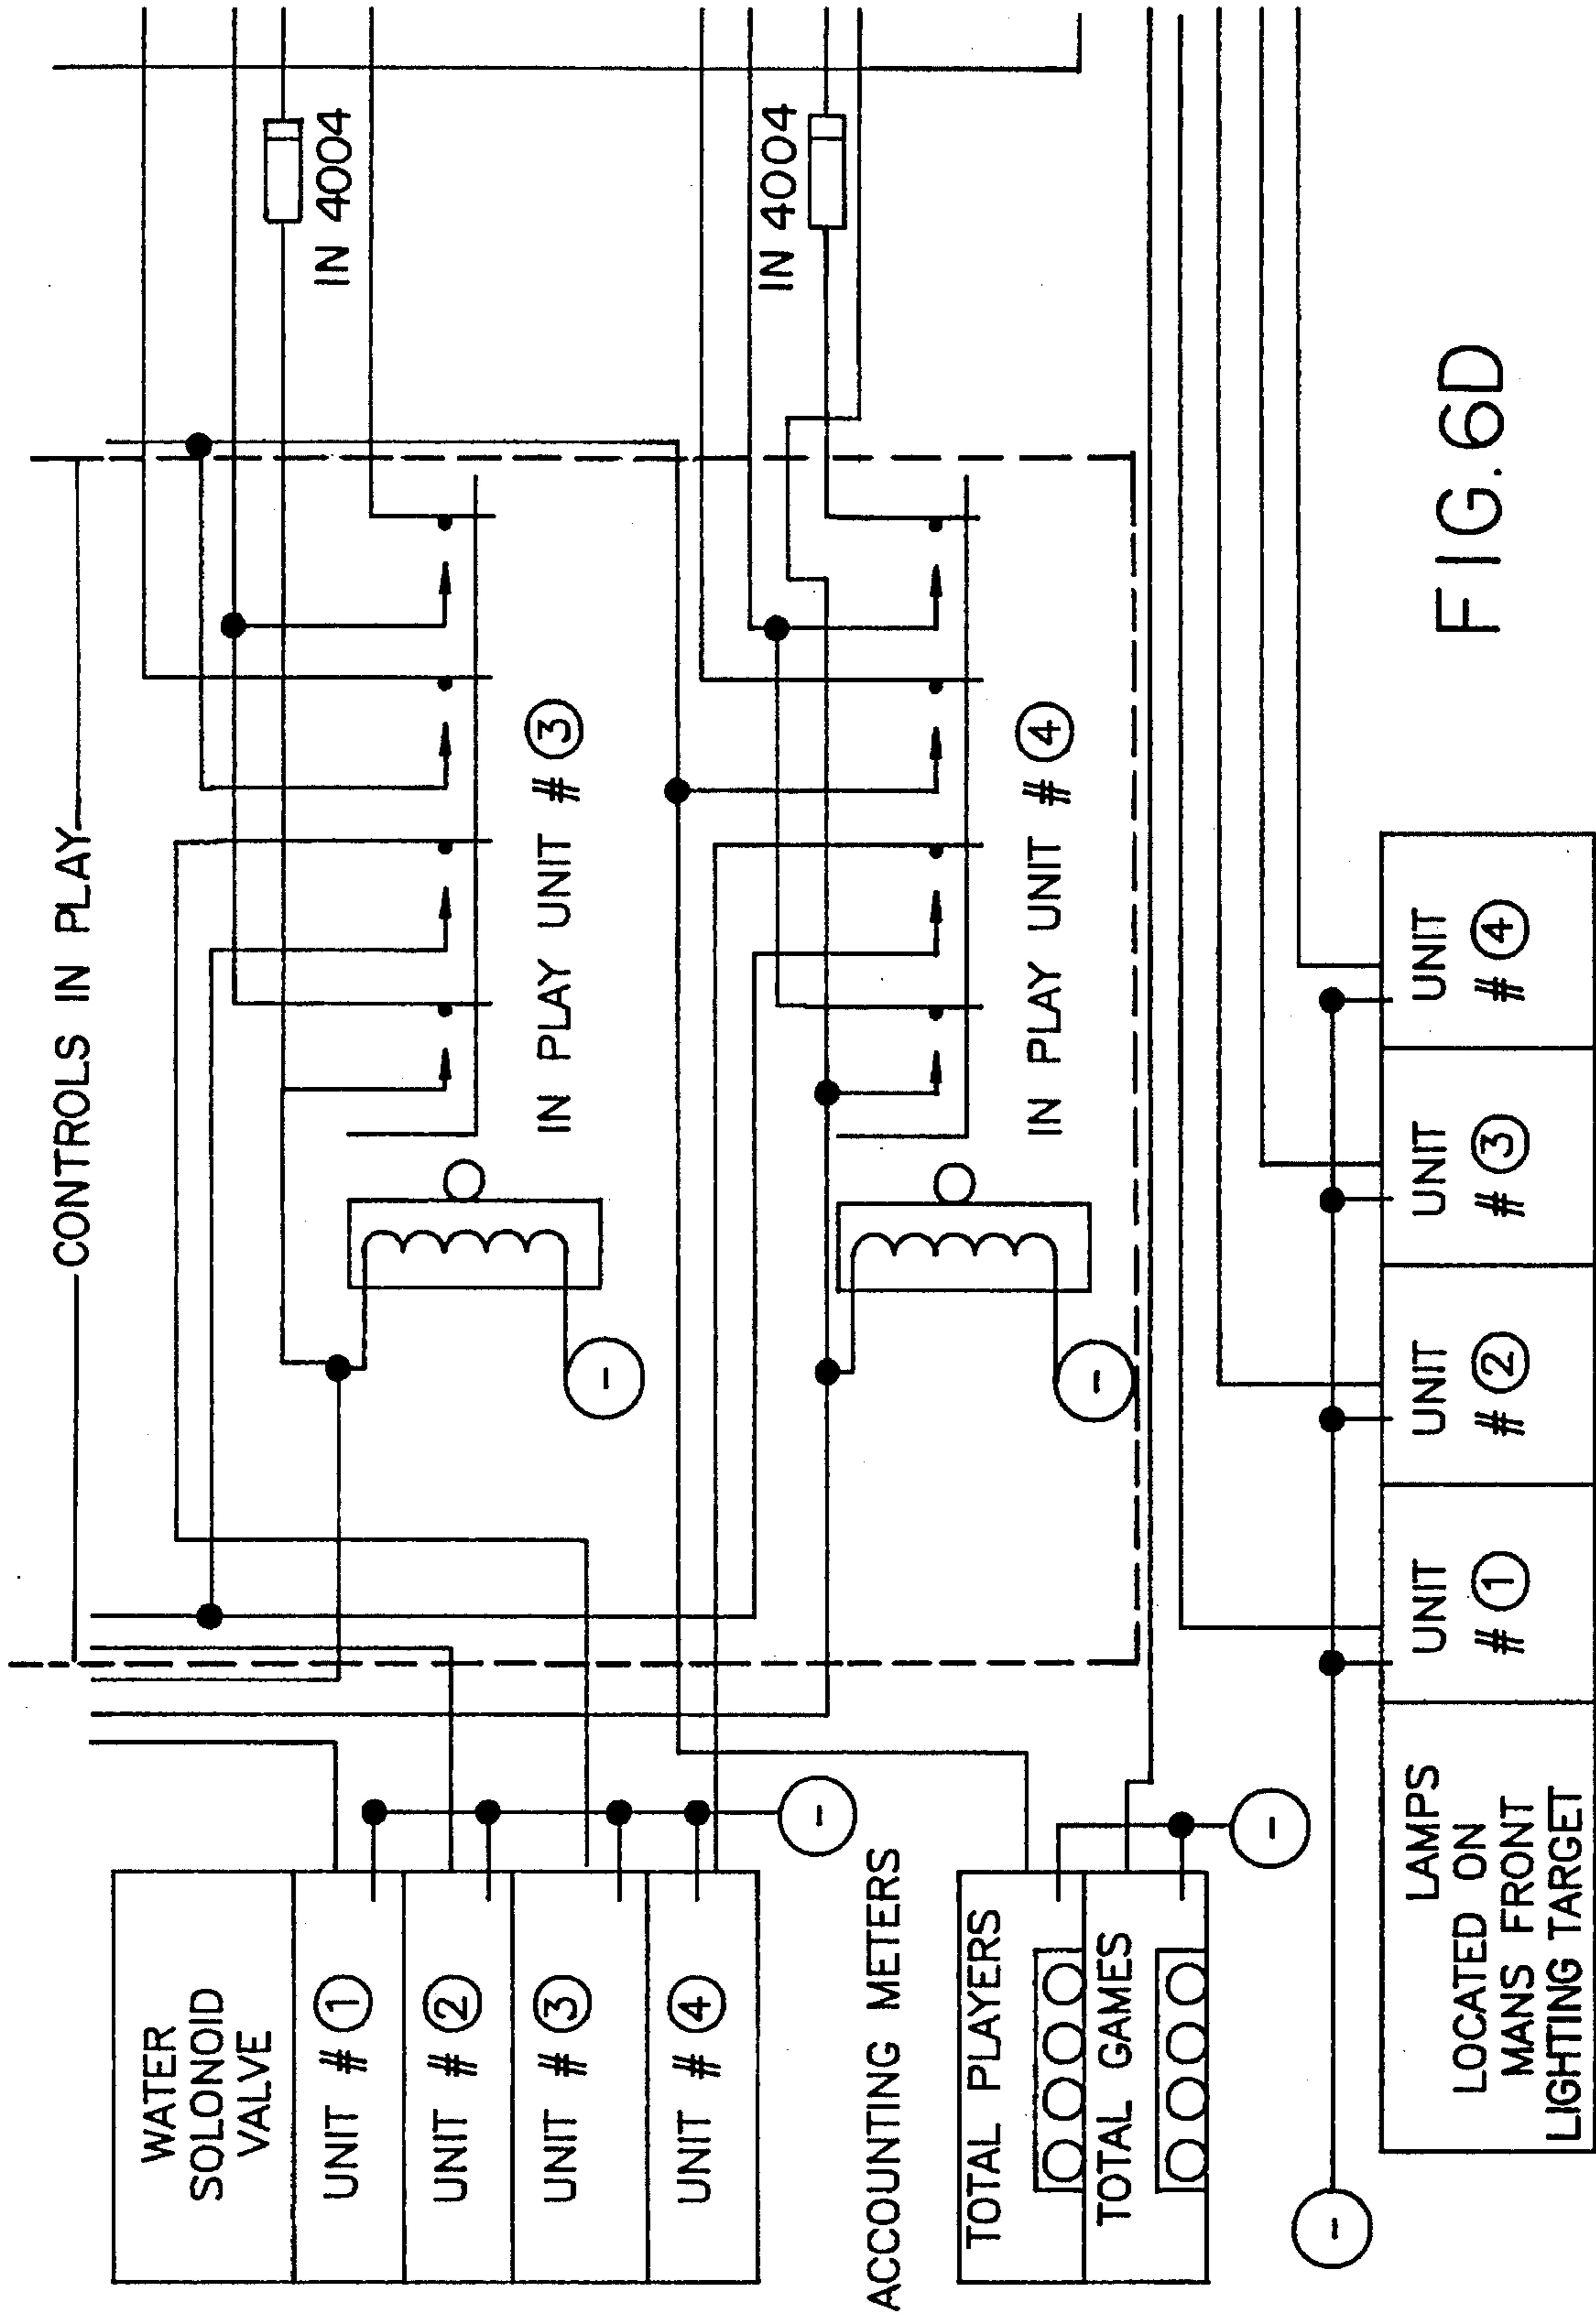 CONTROLS IN PLAY
IN 4004
IN PLAY UNIT # 3
IN 4004
IN PLAY UNIT # 4
WATER
SOLONOID
VALVE
UNIT # 1
UNIT # 2
UNIT # 3
UNIT # 4
ACCOUNTING METERS
TOTAL PLAYERS
TOTAL GAMES
LAMPS
LOCATED ON
MANS FRONT
LIGHTING TARGET
UNIT
# 1
UNIT
# 2
UNIT
# 3
UNIT
# 4
FIG.6D